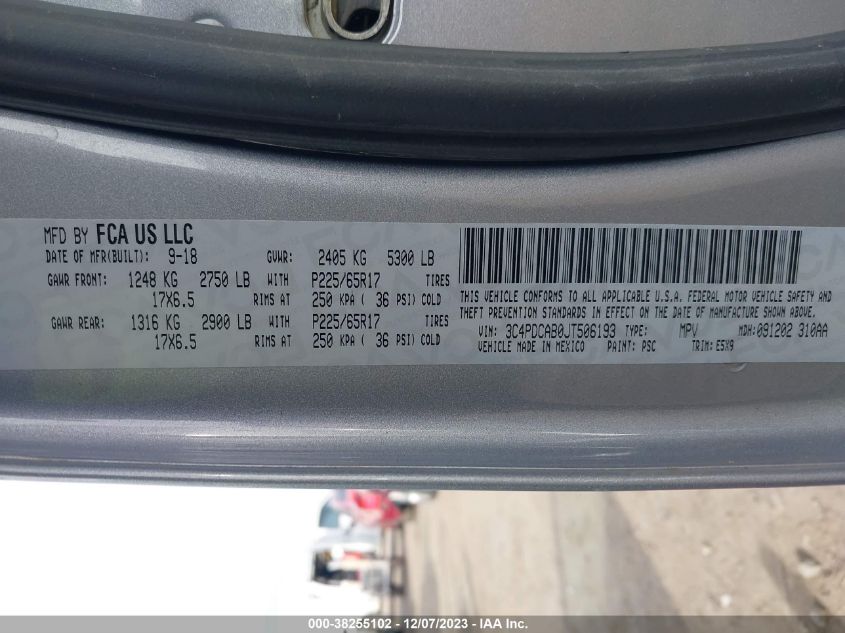 MFD BY FCA US LLC
DATE OF MFR(BUILT): 9-18 GVWR: 2405 KG 5300 LB
GAWR FRONT: 1248 KG 2750 LB WITH P225/65R17 TIRES
17X6.5 RIMS AT 250 KPA ( 36 PSI) COLD
GAWR REAR: 1316 KG 2900 LB WITH P225/65R17 TIRES
17X6.5 RIMS AT 250 KPA ( 36 PSI) COLD
THIS VEHICLE CONFORMS TO ALL APPLICABLE U.S.A. FEDERAL MOTOR VEHICLE SAFETY AND
THEFT PREVENTION STANDARDS IN EFFECT ON THE DATE OF MANUFACTURE SHOWN ABOVE.
VIN: 3C4PDCAB0JT506193 TYPE: MPV MDH: 091202 310AA
VEHICLE MADE IN MEXICO PAINT: PSC TRIM: E5X9
000-38255102 - 12/07/2023 - IAA Inc.